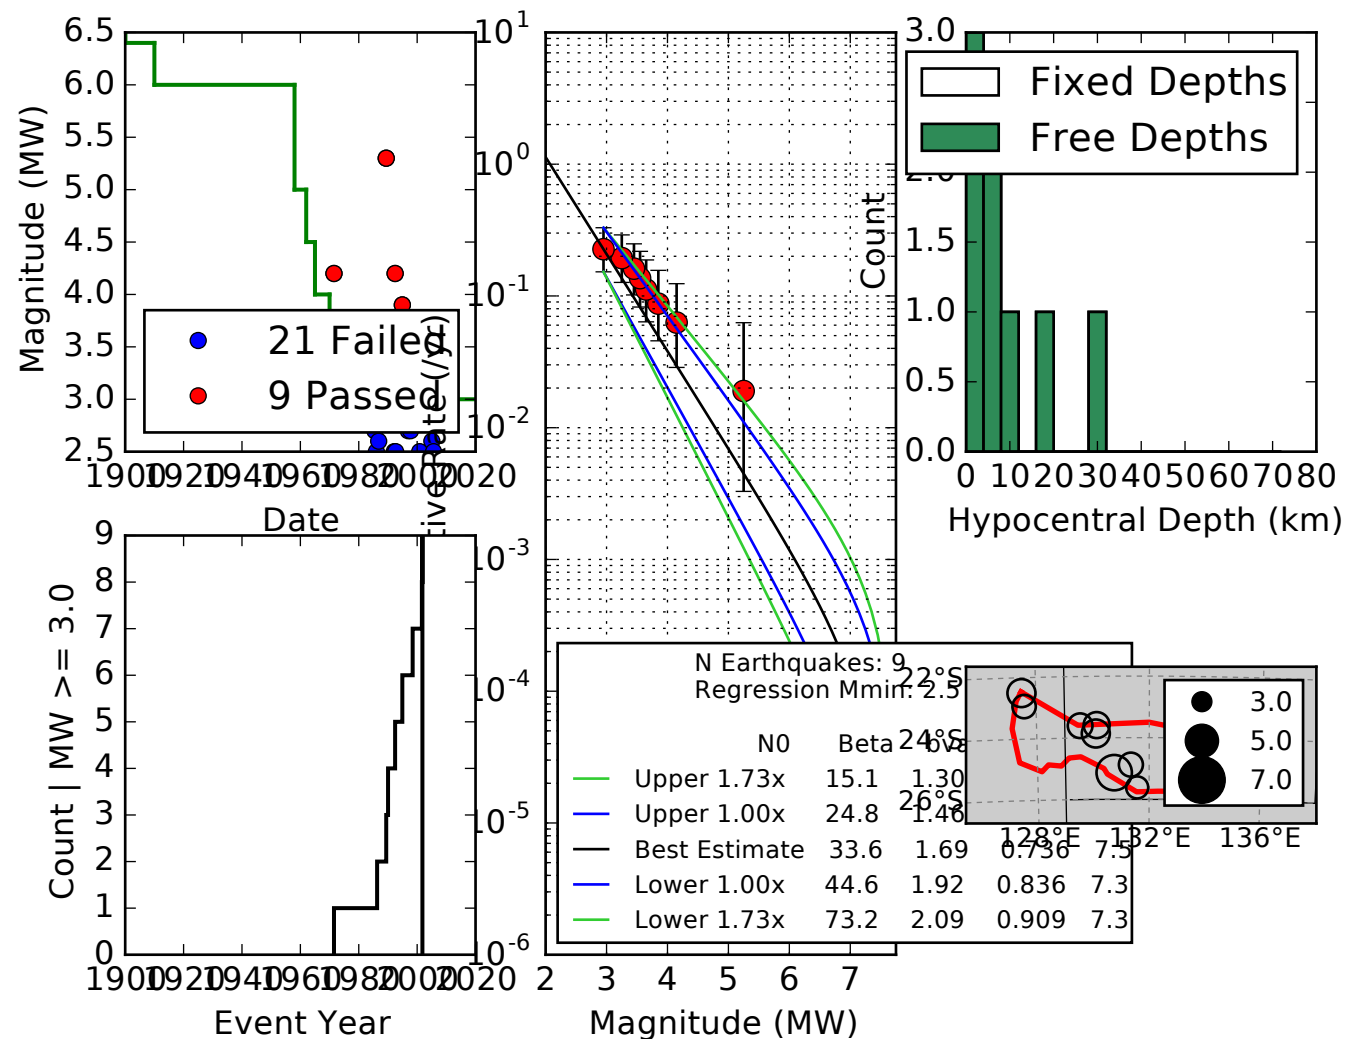 6.5
6.0
5.5
5.0
4.5
4.0
3.5
3.0
2.5
Magnitude (MW)
21 Failed
9 Passed
1900 1920 1940 1960 1980 2000 2020
Date
9
8
7
6
5
4
3
2
1
0
Count | MW >= 3.0
1900 1920 1940 1960 1980 2000 2020
Event Year
10^1
10^0
10^-1
10^-2
10^-3
10^-4
10^-5
10^-6
Rate (/yr)
2 3 4 5 6 7
Magnitude (MW)
N Earthquakes: 9
Regression Mmin: 2.5
N0 Beta
Upper 1.73x 15.1 1.30
Upper 1.00x 24.8 1.46
Best Estimate 33.6 1.69 0.736 7.5
Lower 1.00x 44.6 1.92 0.836 7.3
Lower 1.73x 73.2 2.09 0.909 7.3
3.0
2.0
1.5
1.0
0.5
0.0
Count
Fixed Depths
Free Depths
0 10 20 30 40 50 60 70 80
Hypocentral Depth (km)
22°S
24°S
26°S
128°E 132°E 136°E
3.0
5.0
7.0